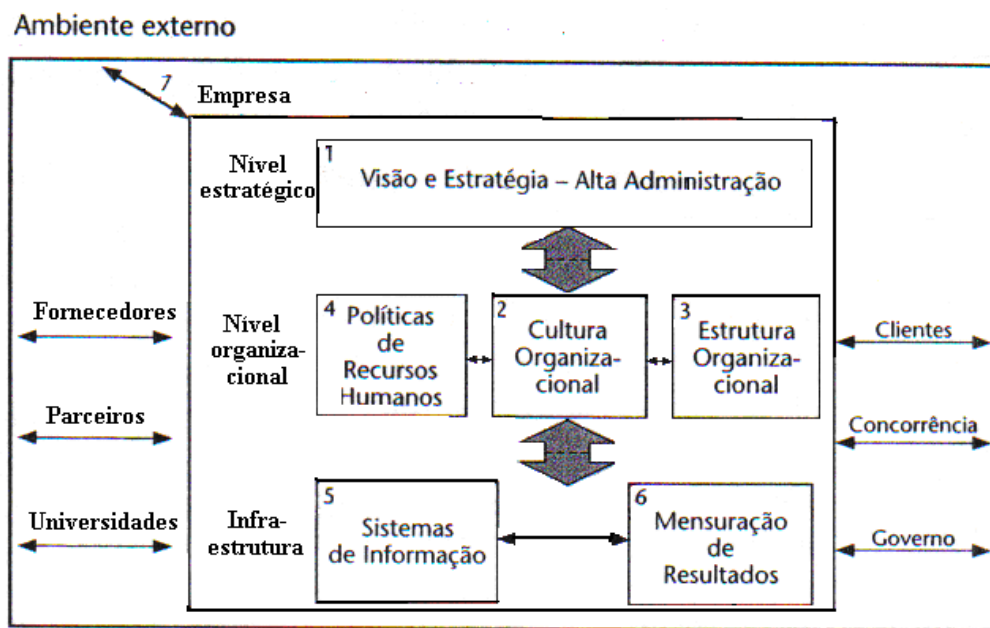 Ambiente externo
7
Empresa
Nível
estratégico
1
Visão e Estratégia – Alta Administração
Fornecedores
Parceiros
Universidades
Nível
organiza-
cional
4 Políticas
de
Recursos
Humanos
2
Cultura
Organiza-
cional
3
Estrutura
Organiza-
cional
Clientes
Concorrência
Governo
Infra-
estrutura
5
Sistemas
de Informação
6
Mensuração
de
Resultados